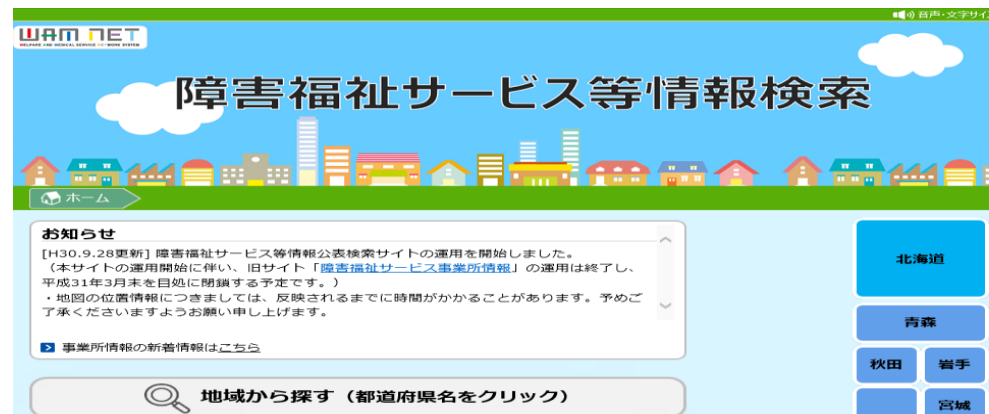 音声・文字サイ
WAM NET
WELFARE AND MEDICAL SERVICE NETWORK SYSTEM
障害福祉サービス等情報検索
ホーム
お知らせ
[H30.9.28更新] 障害福祉サービス等情報公表検索サイトの運用を開始しました。
（本サイトの運用開始に伴い、旧サイト「障害福祉サービス事業所情報」の運用は終了し、
平成31年3月末を目処に閉鎖する予定です。）
・地図の位置情報につきましては、反映されるまでに時間がかかることがあります。予めご
了承くださいますようお願い申し上げます。
事業所情報の新着情報はこちら
地域から探す（都道府県名をクリック）
北海道
青森
秋田 岩手
宮城